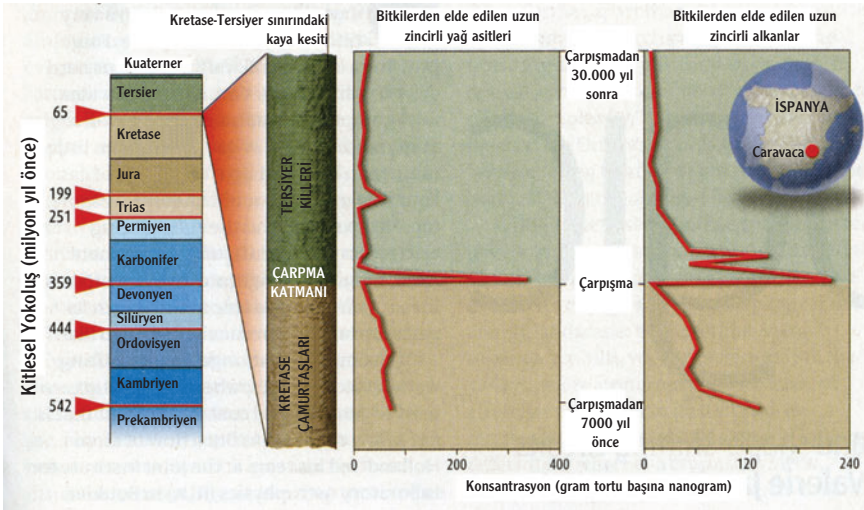 Kretase-Tersiyer sınırındaki
kaya kesiti
Bitkilerden elde edilen uzun
zincirli yağ asitleri
Bitkilerden elde edilen uzun
zincirli alkanlar
Kitlesel Yokoluş (milyon yıl önce)
Kuaterner
Tersier
65
Kretase
Jura
199
Trias
251
Permiyen
Karbonifer
359
Devonyen
Silüryen
444
Ordovisyen
Kambriyen
542
Prekambriyen
TERSİYER
KİLLERİ
ÇARPMA
KATMANI
KRETASE
ÇAMURTAŞLARI
Çarpışmadan
30.000 yıl
sonra
Çarpışma
Çarpışmadan
7000 yıl
önce
İSPANYA
Caravaca
0 200 400
0 120 240
Konsantrasyon (gram tortu başına nanogram)